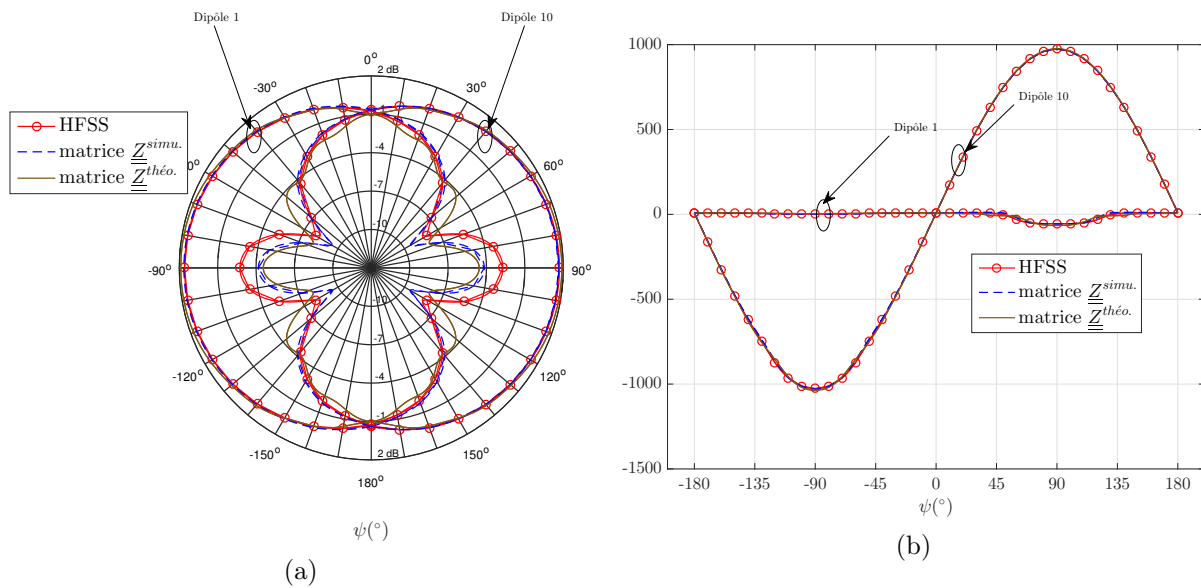 Dipôle 1
Dipôle 10
0°
2 dB
-30°
30°
HFSS
matrice Z^simu.
matrice Z^théo.
0°
60°
-1
-4
-7
-10
-90°
90°
-10
-7
-4
-1
-120°
120°
-150°
150°
2 dB
180°
ψ(°)
(a)
1000
500
0
-500
-1000
-1500
Dipôle 10
Dipôle 1
HFSS
matrice Z^simu.
matrice Z^théo.
-180 -135 -90 -45 0 45 90 135 180
ψ(°)
(b)